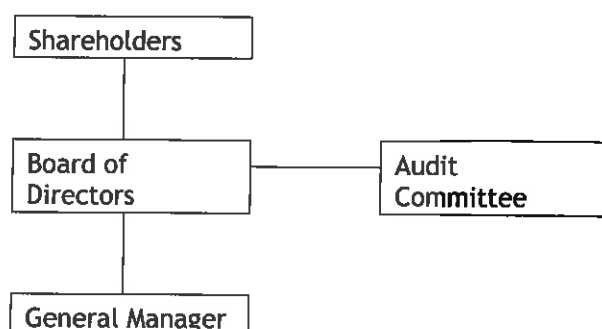 Shareholders
Board of
Directors
Audit
Committee
General Manager